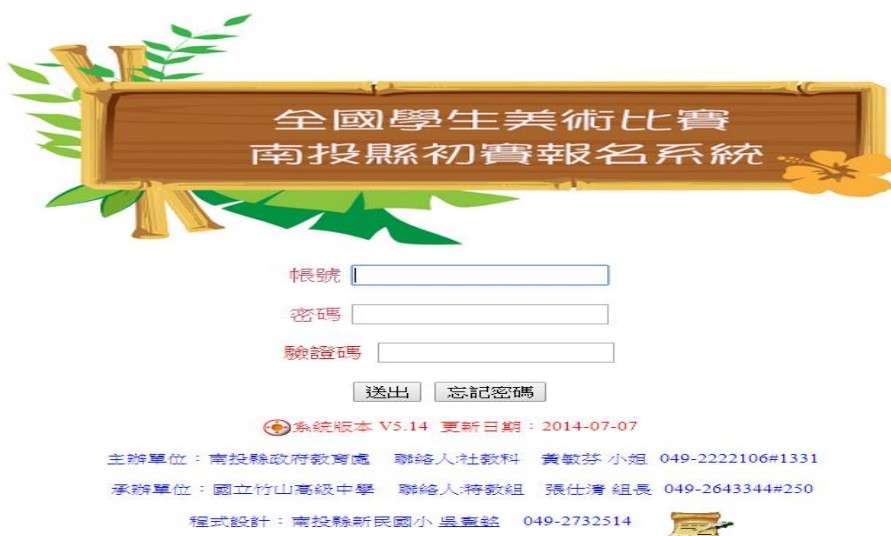 全國學生美術比賽
南投縣初賽報名系統
帳號
密碼
驗證碼
送出 忘記密碼
系統版本 V5.14 更新日期：2014-07-07
主辦單位：南投縣政府教育處 聯絡人:社教科 黃敏芬 小姐 049-2222106#1331
承辦單位：國立竹山高級中學 聯絡人:特教組 張仕清 組長 049-2643344#250
程式設計：南投縣新民國小 吳憲銘 049-2732514